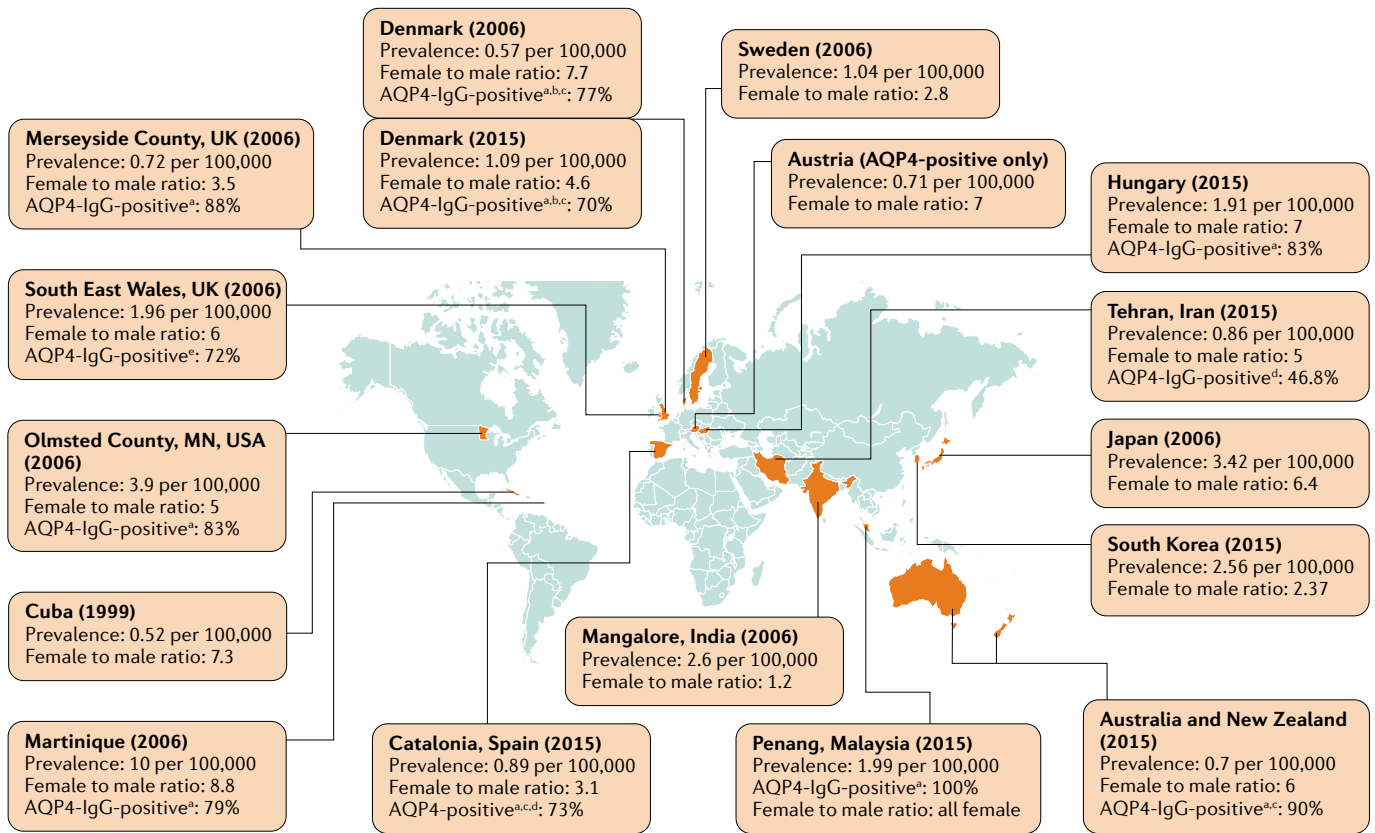 Denmark (2006)
Prevalence: 0.57 per 100,000
Female to male ratio: 7.7
AQP4-IgG-positiveᵃ,ᵇ,ᶜ: 77%
Sweden (2006)
Prevalence: 1.04 per 100,000
Female to male ratio: 2.8
Merseyside County, UK (2006)
Prevalence: 0.72 per 100,000
Female to male ratio: 3.5
AQP4-IgG-positiveᵃ: 88%
Denmark (2015)
Prevalence: 1.09 per 100,000
Female to male ratio: 4.6
AQP4-IgG-positiveᵃ,ᵇ,ᶜ: 70%
Austria (AQP4-positive only)
Prevalence: 0.71 per 100,000
Female to male ratio: 7
Hungary (2015)
Prevalence: 1.91 per 100,000
Female to male ratio: 7
AQP4-IgG-positiveᵃ: 83%
South East Wales, UK (2006)
Prevalence: 1.96 per 100,000
Female to male ratio: 6
AQP4-IgG-positiveᵉ: 72%
Tehran, Iran (2015)
Prevalence: 0.86 per 100,000
Female to male ratio: 5
AQP4-IgG-positiveᵈ: 46.8%
Olmsted County, MN, USA
(2006)
Prevalence: 3.9 per 100,000
Female to male ratio: 5
AQP4-IgG-positiveᵃ: 83%
Japan (2006)
Prevalence: 3.42 per 100,000
Female to male ratio: 6.4
South Korea (2015)
Prevalence: 2.56 per 100,000
Female to male ratio: 2.37
Cuba (1999)
Prevalence: 0.52 per 100,000
Female to male ratio: 7.3
Mangalore, India (2006)
Prevalence: 2.6 per 100,000
Female to male ratio: 1.2
Martinique (2006)
Prevalence: 10 per 100,000
Female to male ratio: 8.8
AQP4-IgG-positiveᵃ: 79%
Catalonia, Spain (2015)
Prevalence: 0.89 per 100,000
Female to male ratio: 3.1
AQP4-positiveᵃ,ᶜ,ᵈ: 73%
Penang, Malaysia (2015)
Prevalence: 1.99 per 100,000
AQP4-IgG-positiveᵃ: 100%
Female to male ratio: all female
Australia and New Zealand
(2015)
Prevalence: 0.7 per 100,000
Female to male ratio: 6
AQP4-IgG-positiveᵃ,ᶜ: 90%